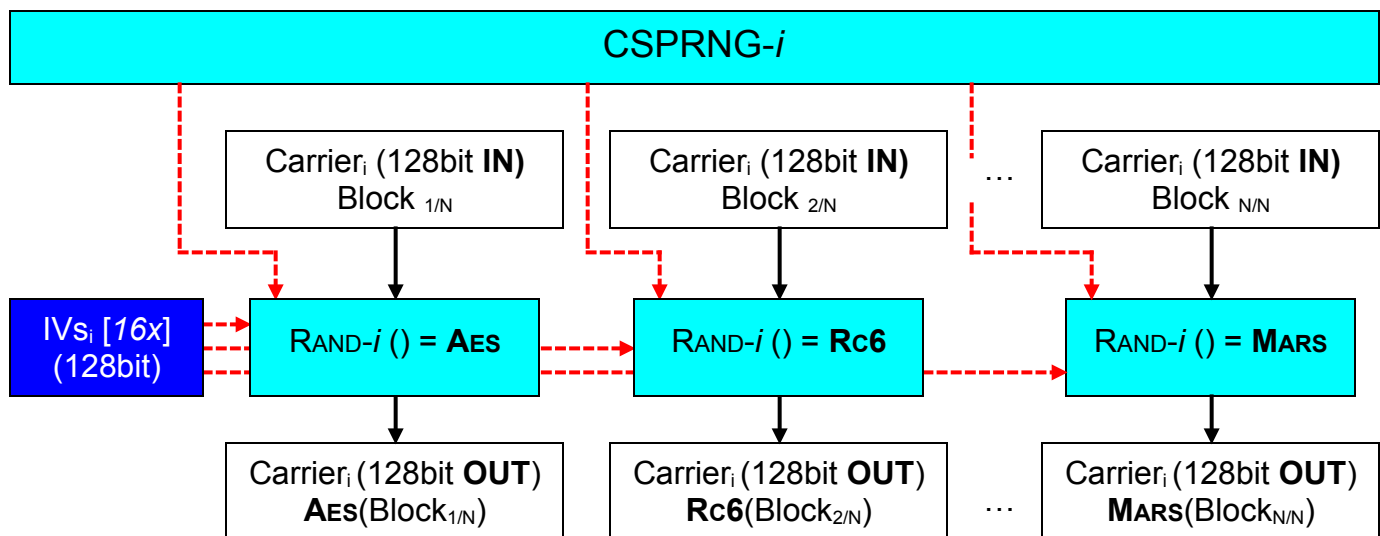 CSPRNG-i
Carrieri (128bit IN)
Block 1/N
Carrieri (128bit IN)
Block 2/N
...
Carrieri (128bit IN)
Block N/N
IVsi [16x]
(128bit)
RAND-i () = AES
RAND-i () = RC6
RAND-i () = MARS
Carrieri (128bit OUT)
AES(Block1/N)
Carrieri (128bit OUT)
RC6(Block2/N)
...
Carrieri (128bit OUT)
MARS(BlockN/N)